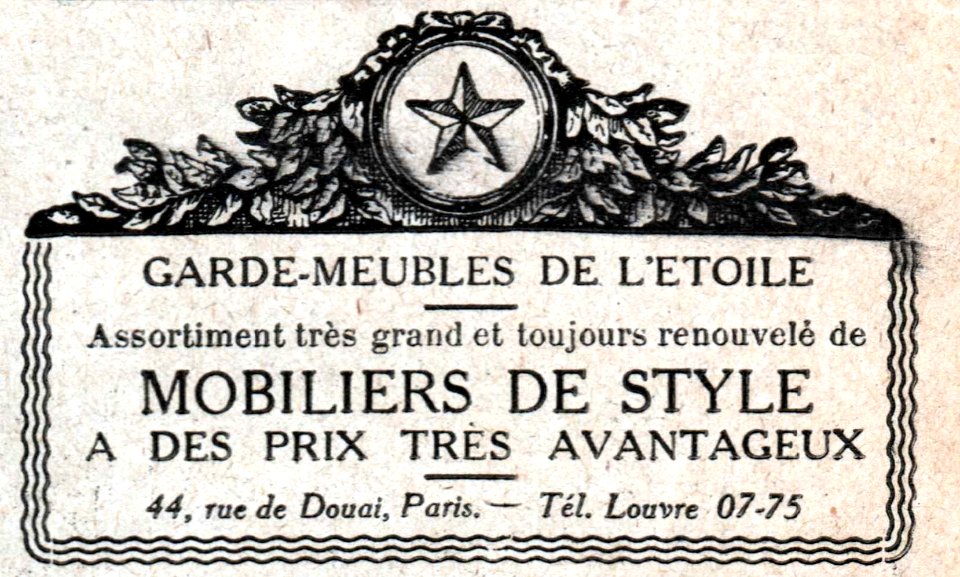 GARDE-MEUBLES DE L'ETOILE
Assortiment très grand et toujours renouvelé de
MOBILIERS DE STYLE
A DES PRIX TRÈS AVANTAGEUX
44, rue de Douai, Paris. — Tél. Louvre 07-75